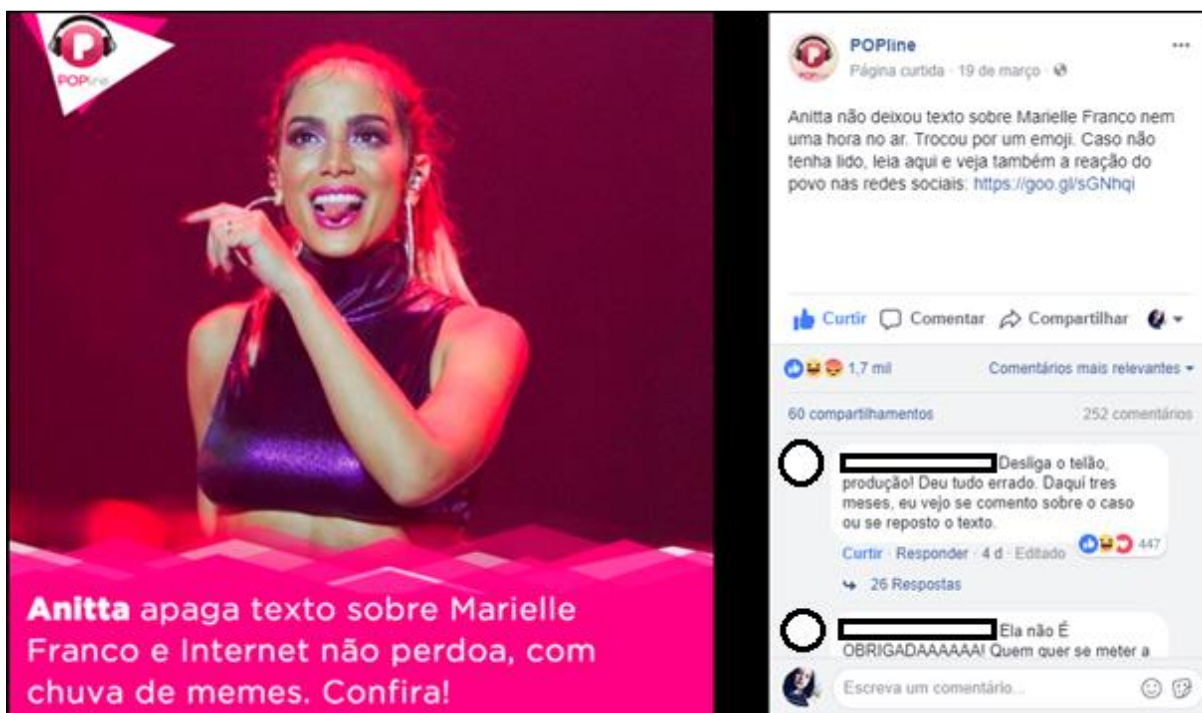 POPline
Anitta apaga texto sobre Marielle
Franco e Internet não perdoa, com
chuva de memes. Confira!
POPline
Página curtida · 19 de março ·
Anitta não deixou texto sobre Marielle Franco nem
uma hora no ar. Trocou por um emoji. Caso não
tenha lido, leia aqui e veja também a reação do
povo nas redes sociais: https://goo.gl/sGNhqi
Curtir Comentar Compartilhar
1,7 mil Comentários mais relevantes
60 compartilhamentos 252 comentários
Desliga o telão,
produção! Deu tudo errado. Daqui tres
meses, eu vejo se comento sobre o caso
ou se reposto o texto.
Curtir · Responder · 4 d · Editado 447
26 Respostas
Ela não É
OBRIGADAAAAAA! Quem quer se meter a
Escreva um comentário...